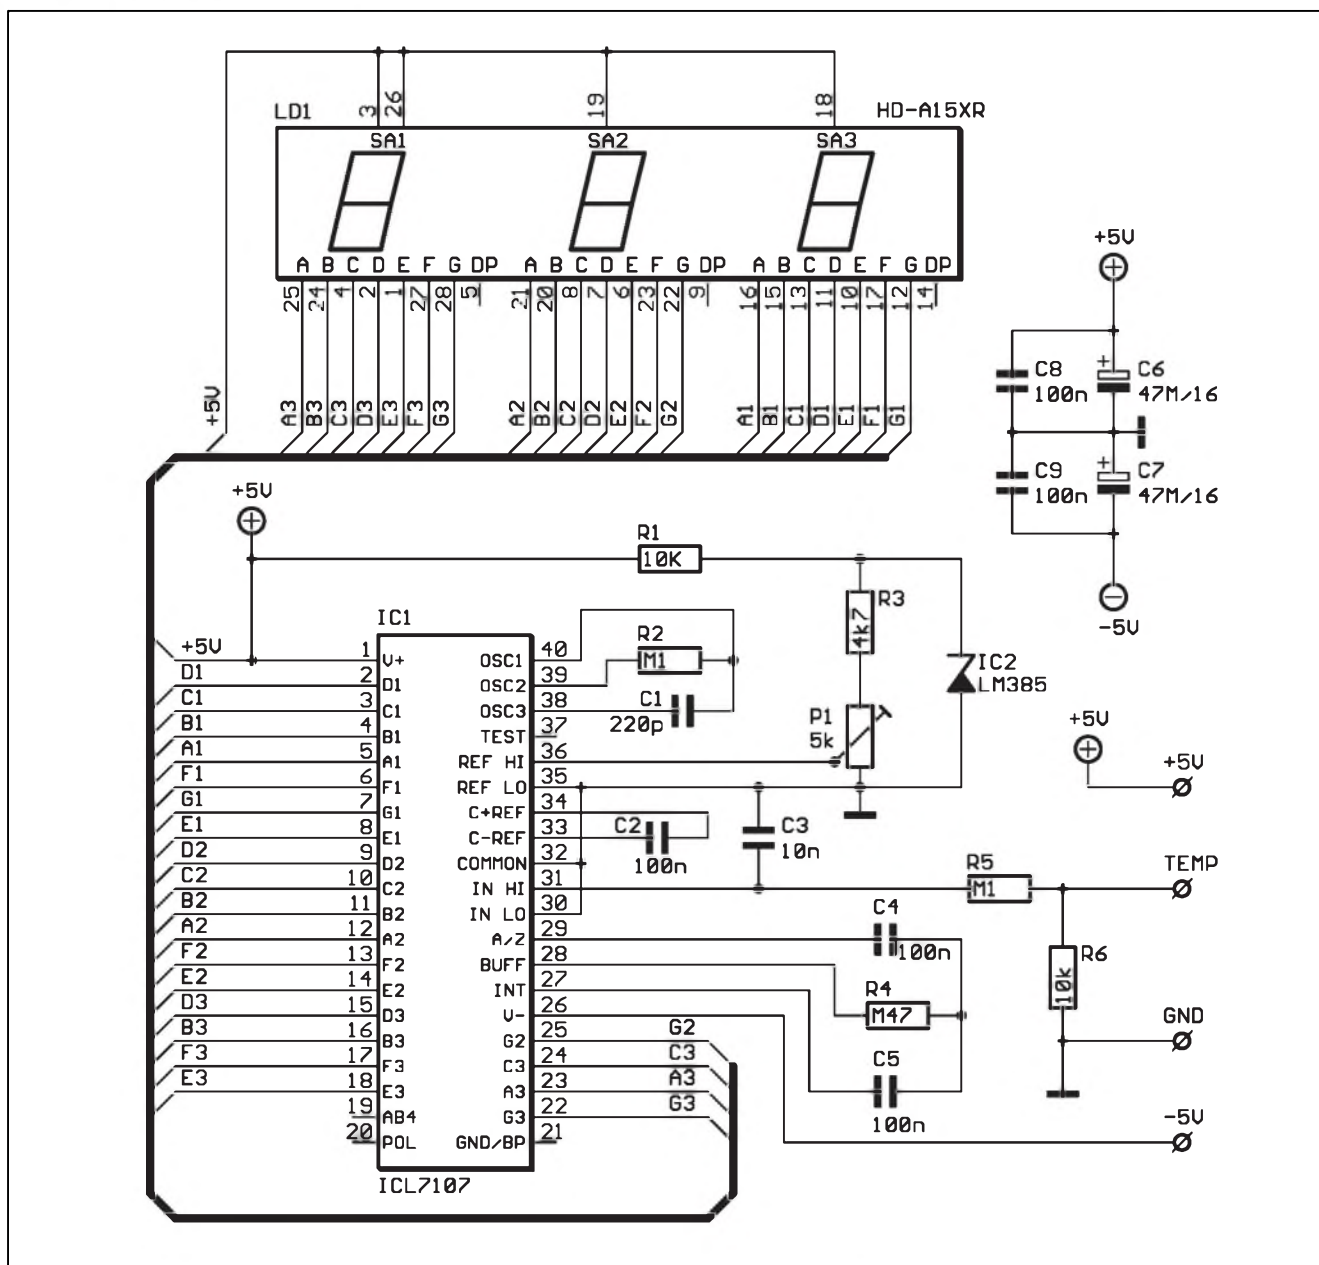 LD1
3
26
19
18
HD-A15XR
SA1
SA2
SA3
A B C D E F G DP
A B C D E F G DP
A B C D E F G DP
25 24 4 2 1 27 28 5
21 20 8 7 6 23 22 9
16 15 13 11 10 17 12 14
+5V
A3 B3 C3 D3 E3 F3 G3
A2 B2 C2 D2 E2 F2 G2
A1 B1 C1 D1 E1 F1 G1
+5V
C8
100n
+
C6
47M/16
C9
100n
+
C7
47M/16
-5V
+5V
R1
10K
R3
4k7
IC2
LM385
P1
5k
IC1
R2
M1
C1
220p
+5V 1 V+
D1 2 D1
C1 3 C1
B1 4 B1
A1 5 A1
F1 6 F1
G1 7 G1
E1 8 E1
D2 9 D2
C2 10 C2
B2 11 B2
A2 12 A2
F2 13 F2
E2 14 E2
D3 15 D3
B3 16 B3
F3 17 F3
E3 18 E3
19 AB4
20 POL
OSC1 40
OSC2 39
OSC3 38
TEST 37
REF HI 36
REF LO 35
C+REF 34
C-REF 33
COMMON 32
IN HI 31
IN LO 30
A/Z 29
BUFF 28
INT 27
V- 26
G2 25 G2
C3 24 C3
A3 23 A3
G3 22 G3
GND/BP 21
ICL7107
C2
100n
C3
10n
R5
M1
C4
100n
R4
M47
C5
100n
R6
10k
+5V
+5V
TEMP
GND
-5V